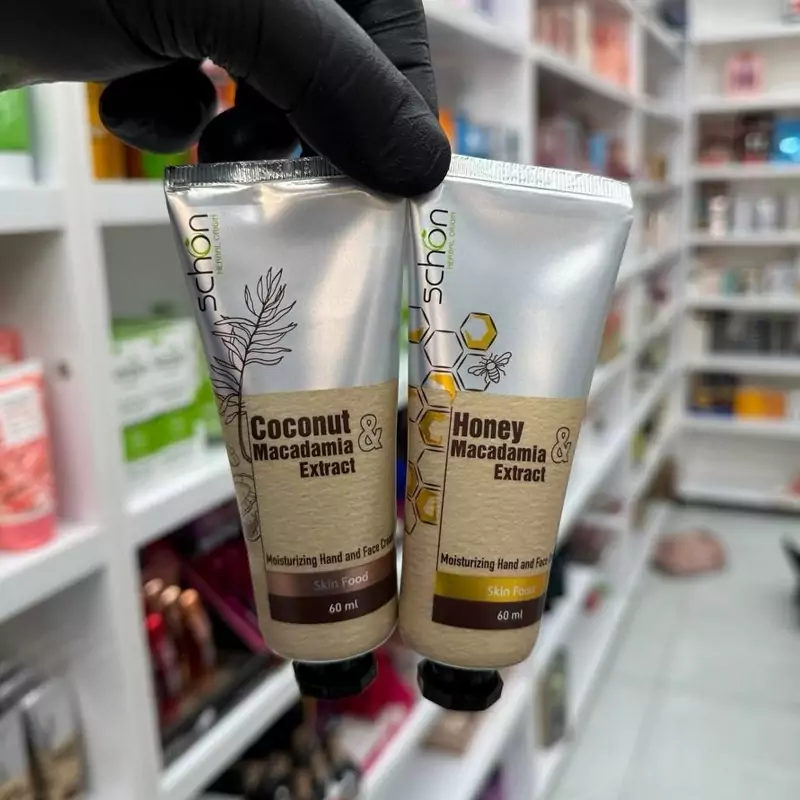 schön
HERBAL ORIGIN
Coconut &
Macadamia
Extract
Moisturizing Hand and Face Cream
Skin Food
60 ml
schön
HERBAL ORIGIN
Honey &
Macadamia
Extract
Moisturizing Hand and Face
Skin Food
60 ml